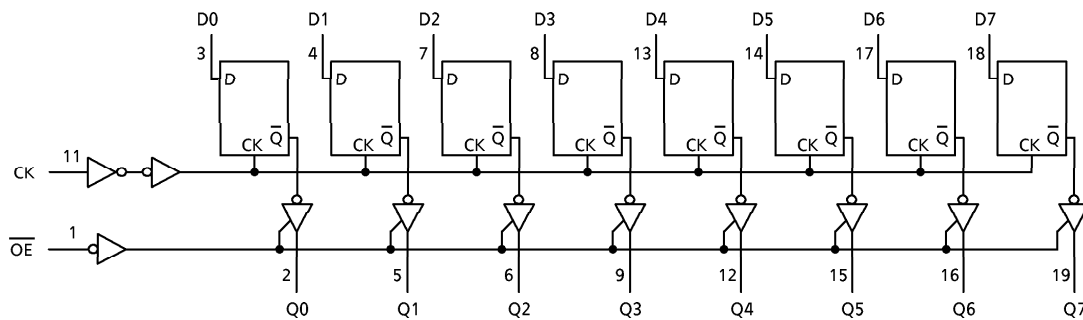 D0 D1 D2 D3 D4 D5 D6 D7
3 4 7 8 13 14 17 18
D D D D D D D D
Q̅ Q̅ Q̅ Q̅ Q̅ Q̅ Q̅ Q̅
CK CK CK CK CK CK CK CK
CK 11
O̅E̅ 1
2 5 6 9 12 15 16 19
Q0 Q1 Q2 Q3 Q4 Q5 Q6 Q7